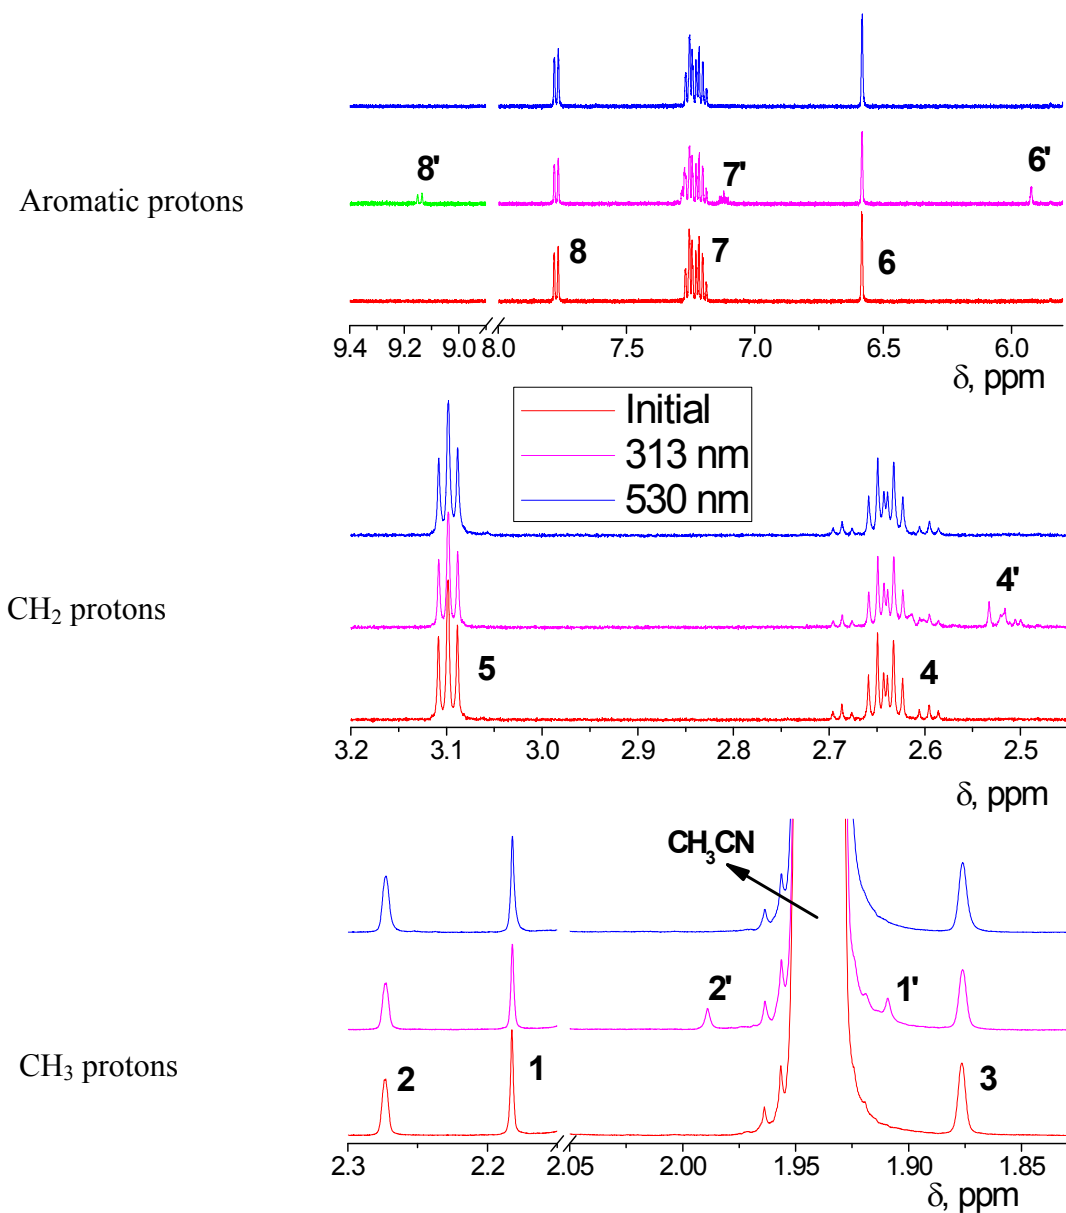 Aromatic protons
8'
7'
6'
8
7
6
9.4 9.2 9.0 8.0 7.5 7.0 6.5 6.0
δ, ppm
Initial
313 nm
530 nm
CH₂ protons
4'
5
4
3.2 3.1 3.0 2.9 2.8 2.7 2.6 2.5
δ, ppm
CH₃CN
2'
1'
CH₃ protons
2
1
3
2.3 2.2 2.05 2.00 1.95 1.90 1.85
δ, ppm